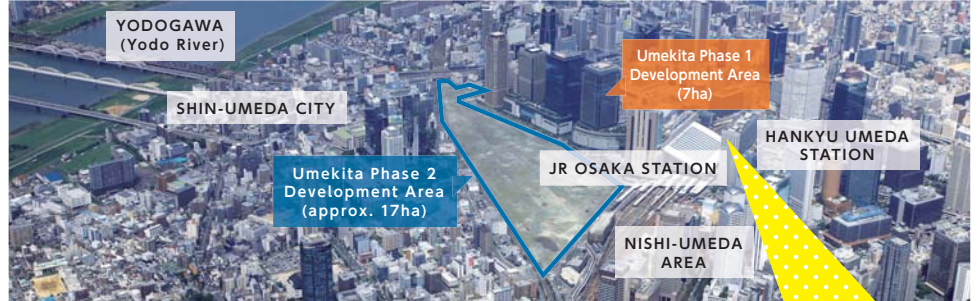 YODOGAWA
(Yodo River)
SHIN-UMEDA CITY
Umekita Phase 1
Development Area
(7ha)
HANKYU UMEDA
STATION
JR OSAKA STATION
Umekita Phase 2
Development Area
(approx. 17ha)
NISHI-UMEDA
AREA